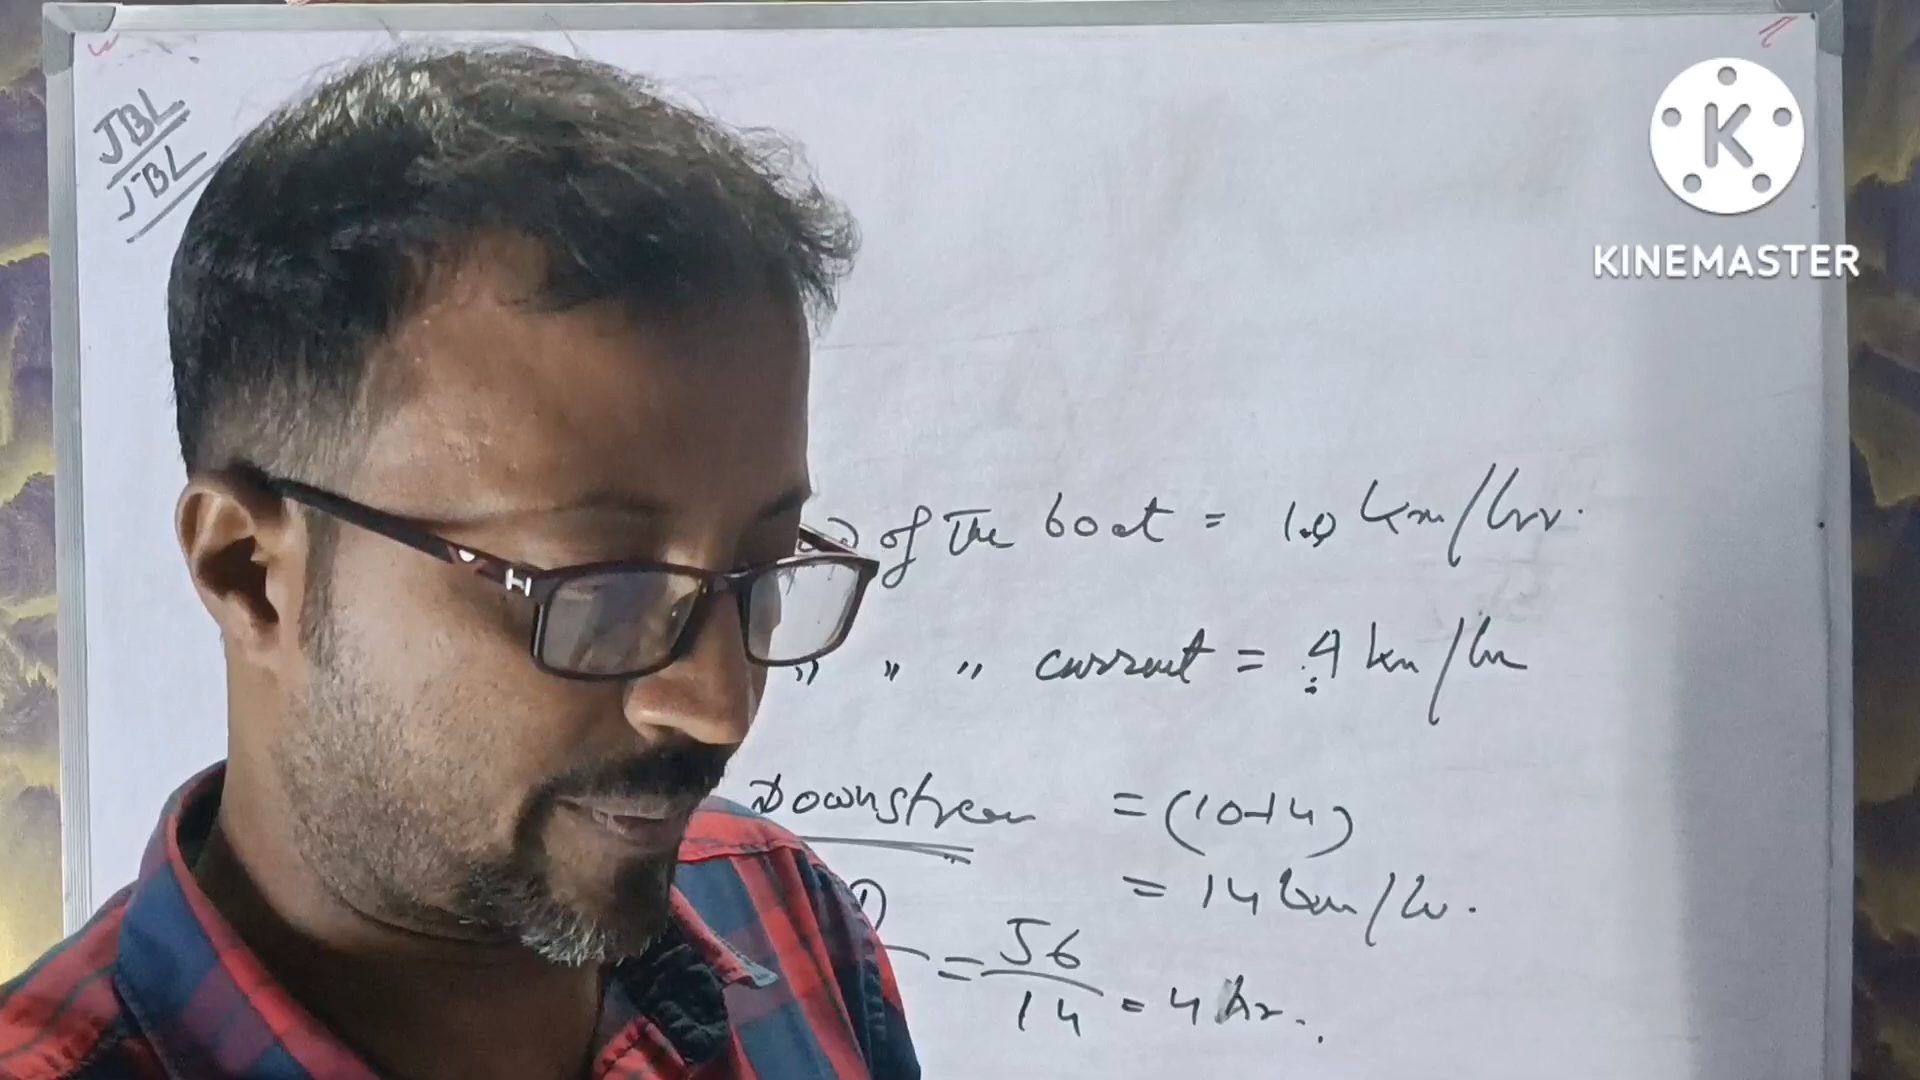 JBL
JBL
K
KINEMASTER
of The boat = 10 km/hr.
" " " current = 4 km/hr
Downstream = (10+4)
= 14 km/hr.
D
= 56/14 = 4 hr.